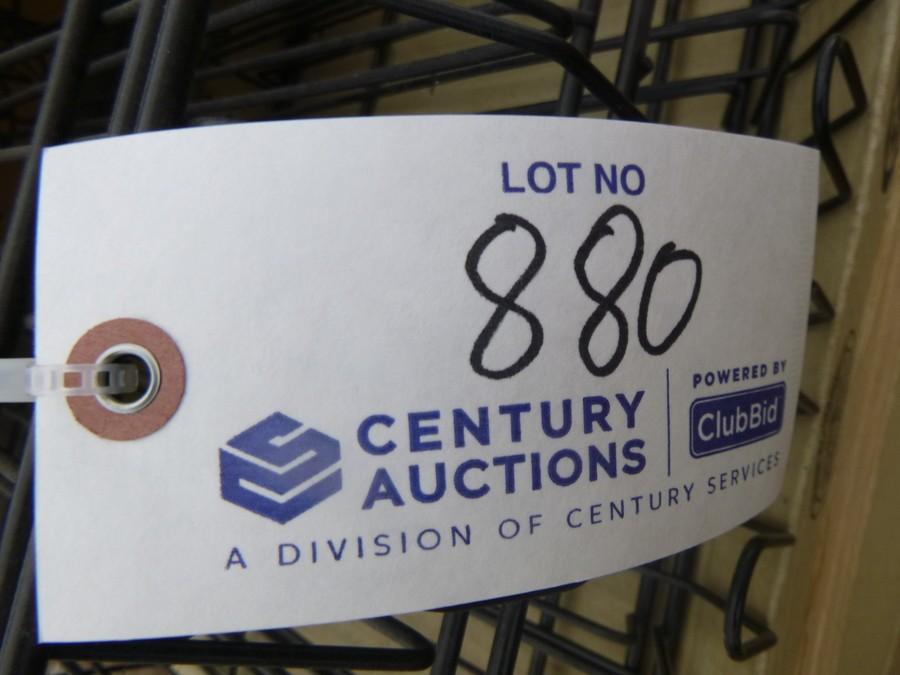 LOT NO
880
CENTURY
AUCTIONS
POWERED BY
ClubBid
A DIVISION OF CENTURY SERVICES